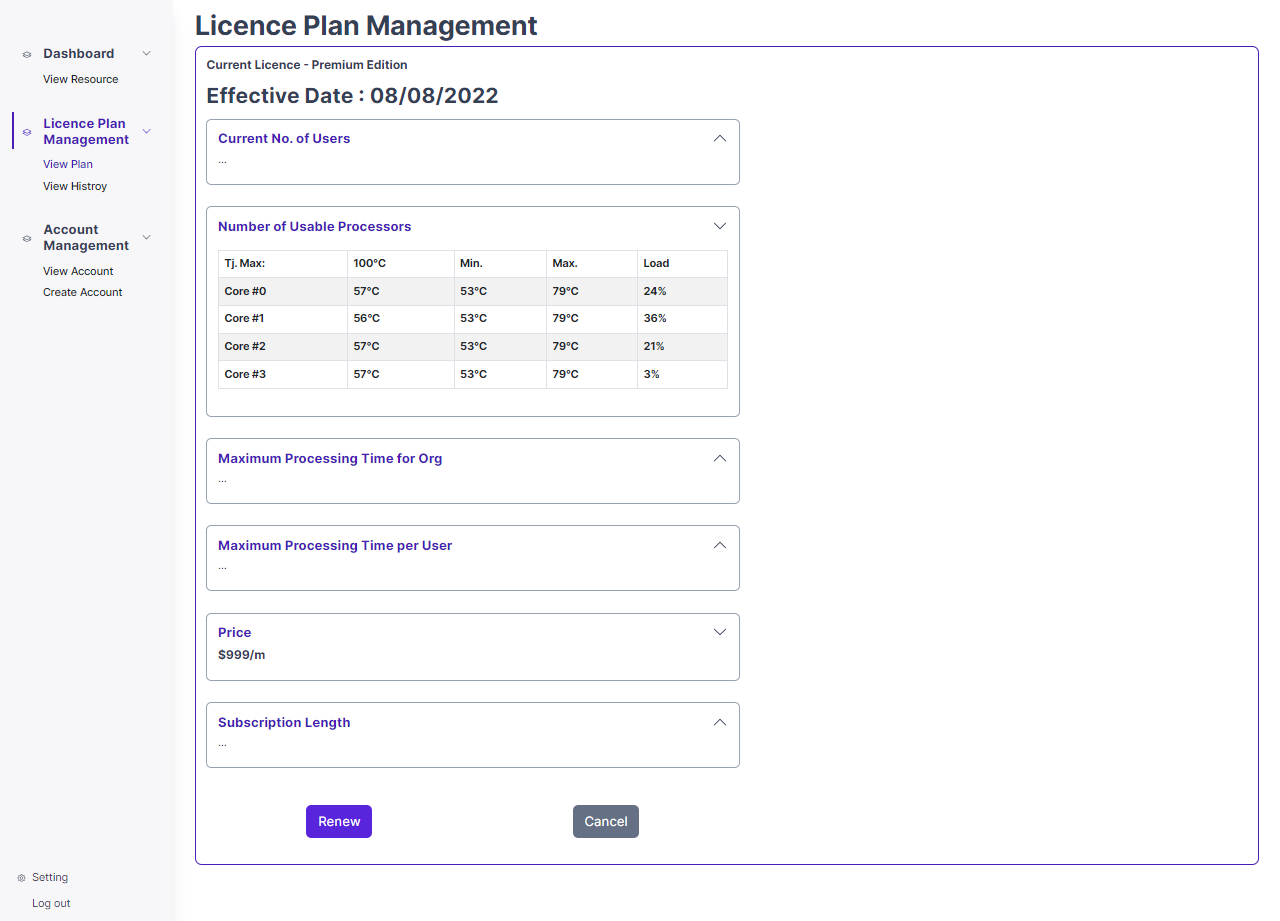 Dashboard
View Resource
Licence Plan
Management
View Plan
View Histroy
Account
Management
View Account
Create Account
Setting
Log out
Licence Plan Management
Current Licence - Premium Edition
Effective Date : 08/08/2022
Current No. of Users
...
Number of Usable Processors
Tj. Max: 100°C Min. Max. Load
Core #0 57°C 53°C 79°C 24%
Core #1 56°C 53°C 79°C 36%
Core #2 57°C 53°C 79°C 21%
Core #3 57°C 53°C 79°C 3%
Maximum Processing Time for Org
...
Maximum Processing Time per User
...
Price
$999/m
Subscription Length
...
Renew Cancel